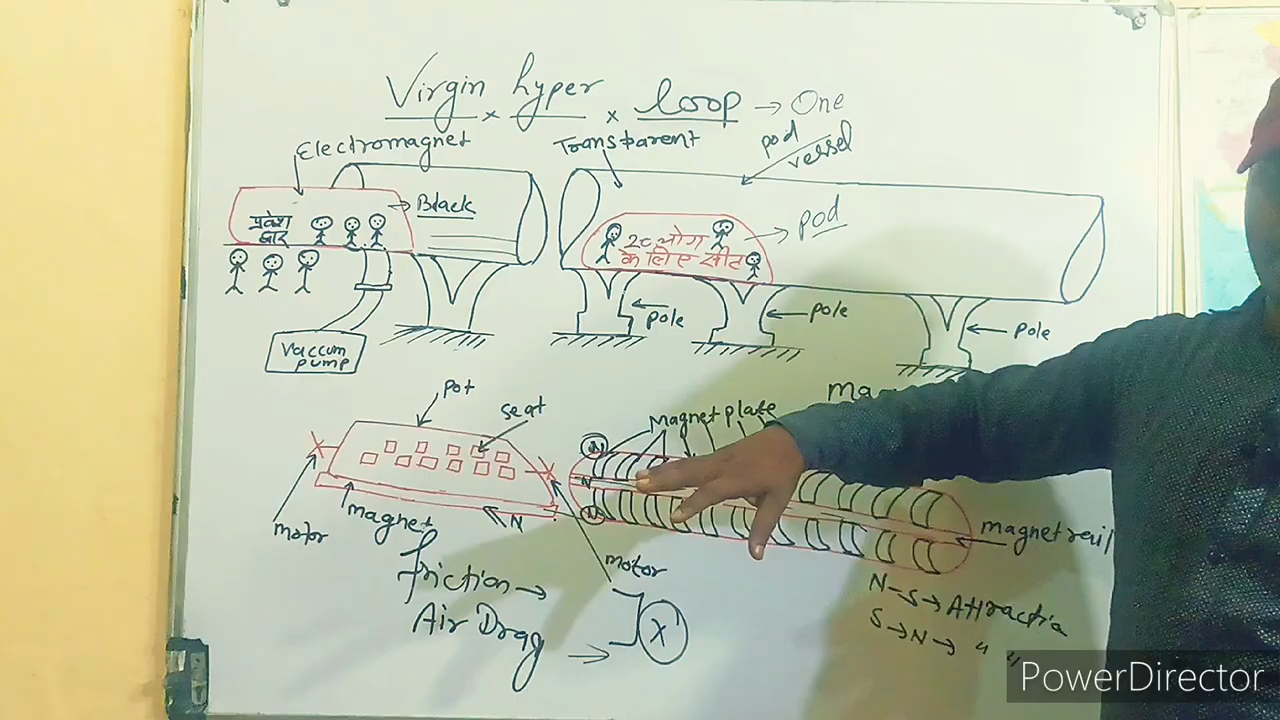 Virgin hyper loop → One
Electromagnet
Transparent
pod
vessel
→ Black
प्रवेश
द्वार
→ pod
20 लोग
के लिए सीट
pole
pole
pole
Vaccum
pump
pot
seat
Magnet plate
Ma
N
N
N
magnet rail
motor
magnet
N
motor
friction →
Air Drag →
X
N-S→Attractio
S→N→ " "
PowerDirector